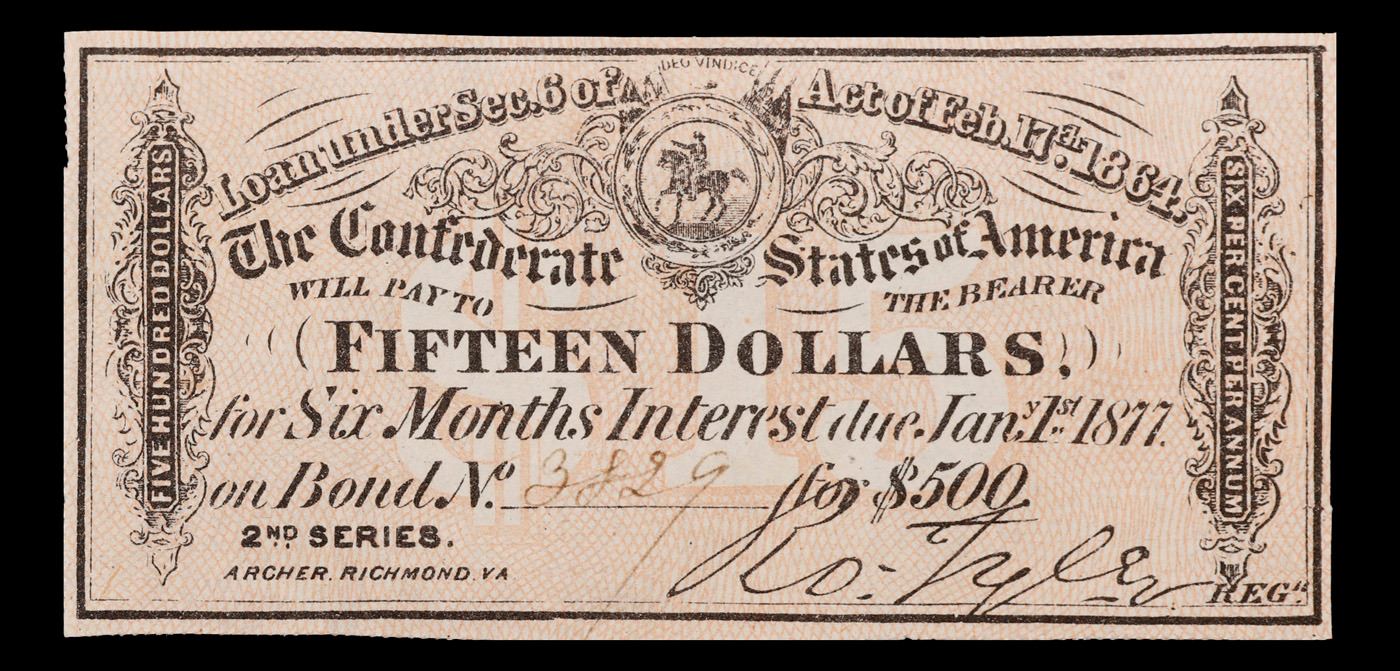 DEO VINDICE
Loan under Sec. 6 of Act of Feb. 17th 1864.
The Confederate States of America
WILL PAY TO THE BEARER
FIFTEEN DOLLARS,
for Six Months Interest due Jany. 1st 1877.
on Bond No. 3829 for $500.
2ND SERIES.
ARCHER. RICHMOND. VA
Ro. Tyler REGR.
FIVE HUNDRED DOLLARS
SIX PER CENT PER ANNUM
$15